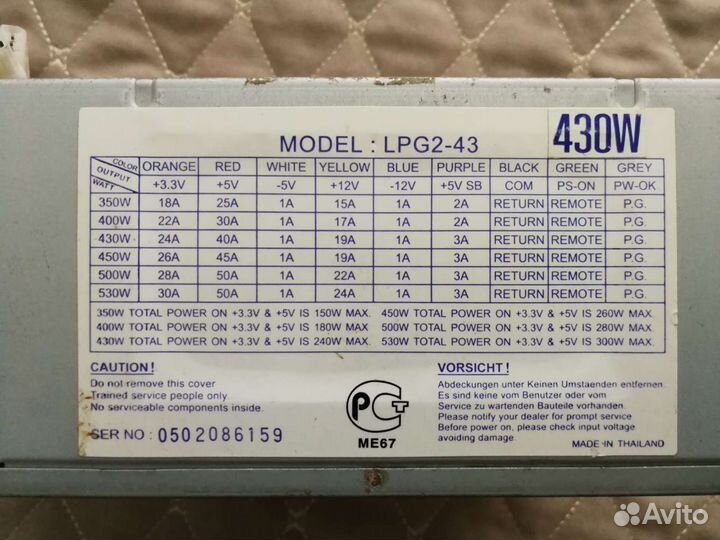 430W
MODEL : LPG2-43
COLOR OUTPUT WATT ORANGE RED WHITE YELLOW BLUE PURPLE BLACK GREEN GREY
+3.3V +5V -5V +12V -12V +5V SB COM PS-ON PW-OK
350W 18A 25A 1A 15A 1A 2A RETURN REMOTE P.G.
400W 22A 30A 1A 17A 1A 2A RETURN REMOTE P.G.
430W 24A 40A 1A 19A 1A 3A RETURN REMOTE P.G.
450W 26A 45A 1A 19A 1A 3A RETURN REMOTE P.G.
500W 28A 50A 1A 22A 1A 3A RETURN REMOTE P.G.
530W 30A 50A 1A 24A 1A 3A RETURN REMOTE P.G.
350W TOTAL POWER ON +3.3V & +5V IS 150W MAX. 450W TOTAL POWER ON +3.3V & +5V IS 260W MAX.
400W TOTAL POWER ON +3.3V & +5V IS 180W MAX. 500W TOTAL POWER ON +3.3V & +5V IS 280W MAX.
430W TOTAL POWER ON +3.3V & +5V IS 240W MAX. 530W TOTAL POWER ON +3.3V & +5V IS 300W MAX.
CAUTION !
Do not remove this cover
Trained service people only.
No serviceable components inside.
SER NO : 0502086159
РСТ
ME67
VORSICHT !
Abdeckungen unter Keinen Umstaenden entfernen.
Es sind keine vom Benutzer oder vom
Service zu wartenden Bauteile vorhanden.
Please notify your dealer for prompt service
Before power on, please check input voltage
avoiding damage.
MADE IN THAILAND
Avito